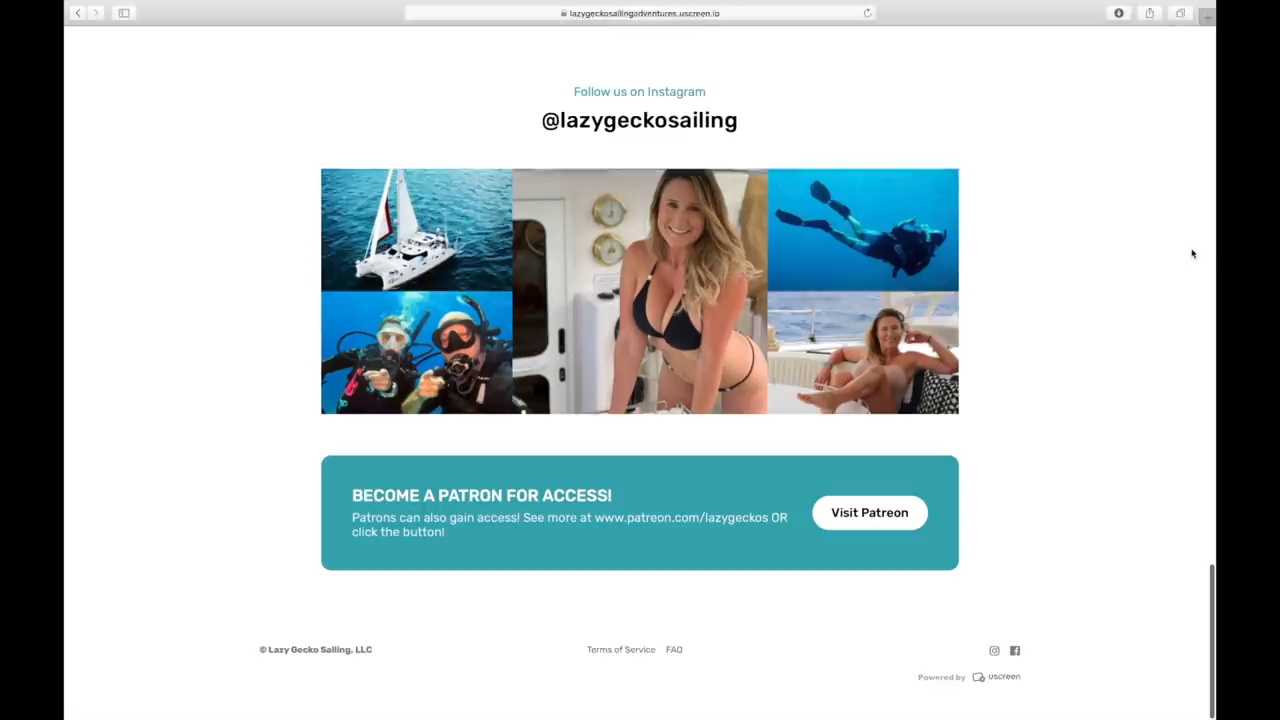 lazygeckosailingadventures.uscreen.io
Follow us on Instagram
@lazygeckosailing
BECOME A PATRON FOR ACCESS!
Patrons can also gain access! See more at www.patreon.com/lazygeckos OR
click the button!
Visit Patreon
© Lazy Gecko Sailing, LLC
Terms of Service
FAQ
Powered by uscreen